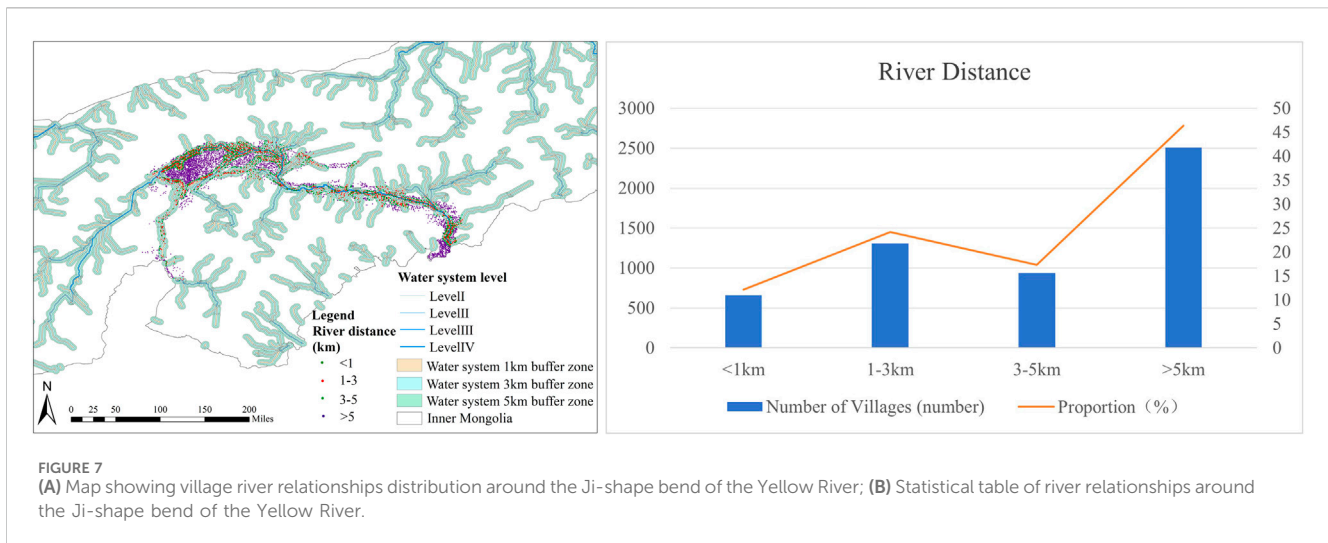 Water system level
LevelI
LevelII
LevelIII
LevelIV
Legend
River distance
(km)
<1
1-3
3-5
>5
Water system 1km buffer zone
Water system 3km buffer zone
Water system 5km buffer zone
Inner Mongolia
N
0 25 50 100 150 200
Miles
River Distance
3000
2500
2000
1500
1000
500
0
50
45
40
35
30
25
20
15
10
5
0
<1km 1-3km 3-5km >5km
Number of Villages (number) Proportion（%）
FIGURE 7
(A) Map showing village river relationships distribution around the Ji-shape bend of the Yellow River; (B) Statistical table of river relationships around
the Ji-shape bend of the Yellow River.